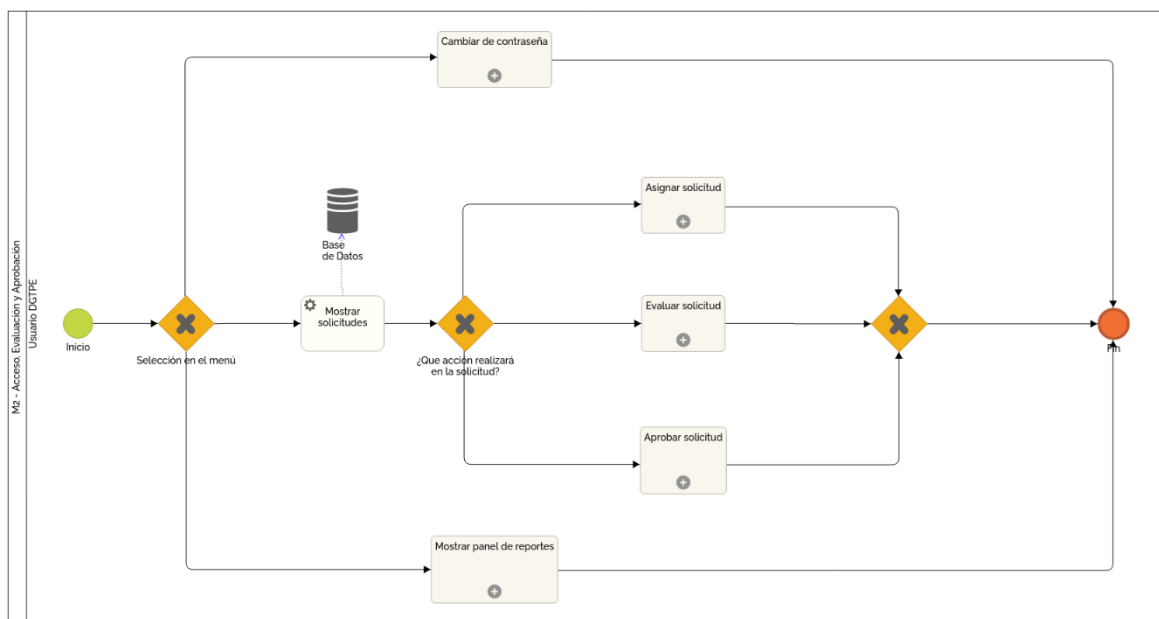 M2 - Acceso, Evaluación y Aprobación
Usuario DGTPE
Cambiar de contraseña
Asignar solicitud
Base
de Datos
Mostrar
solicitudes
Evaluar solicitud
Inicio
Selección en el menú
¿Que acción realizará
en la solicitud?
Fin
Aprobar solicitud
Mostrar panel de reportes